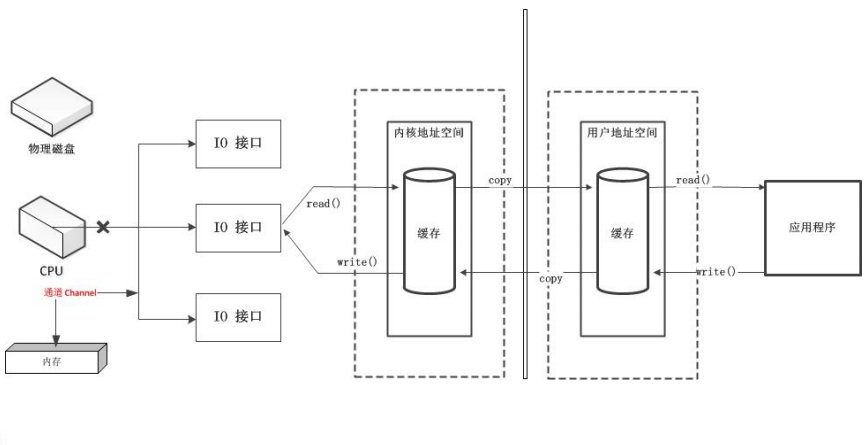 物理磁盘
CPU
通道 Channel
内存
IO 接口
IO 接口
IO 接口
read()
write()
内核地址空间
缓存
copy
copy
用户地址空间
缓存
read()
write()
应用程序